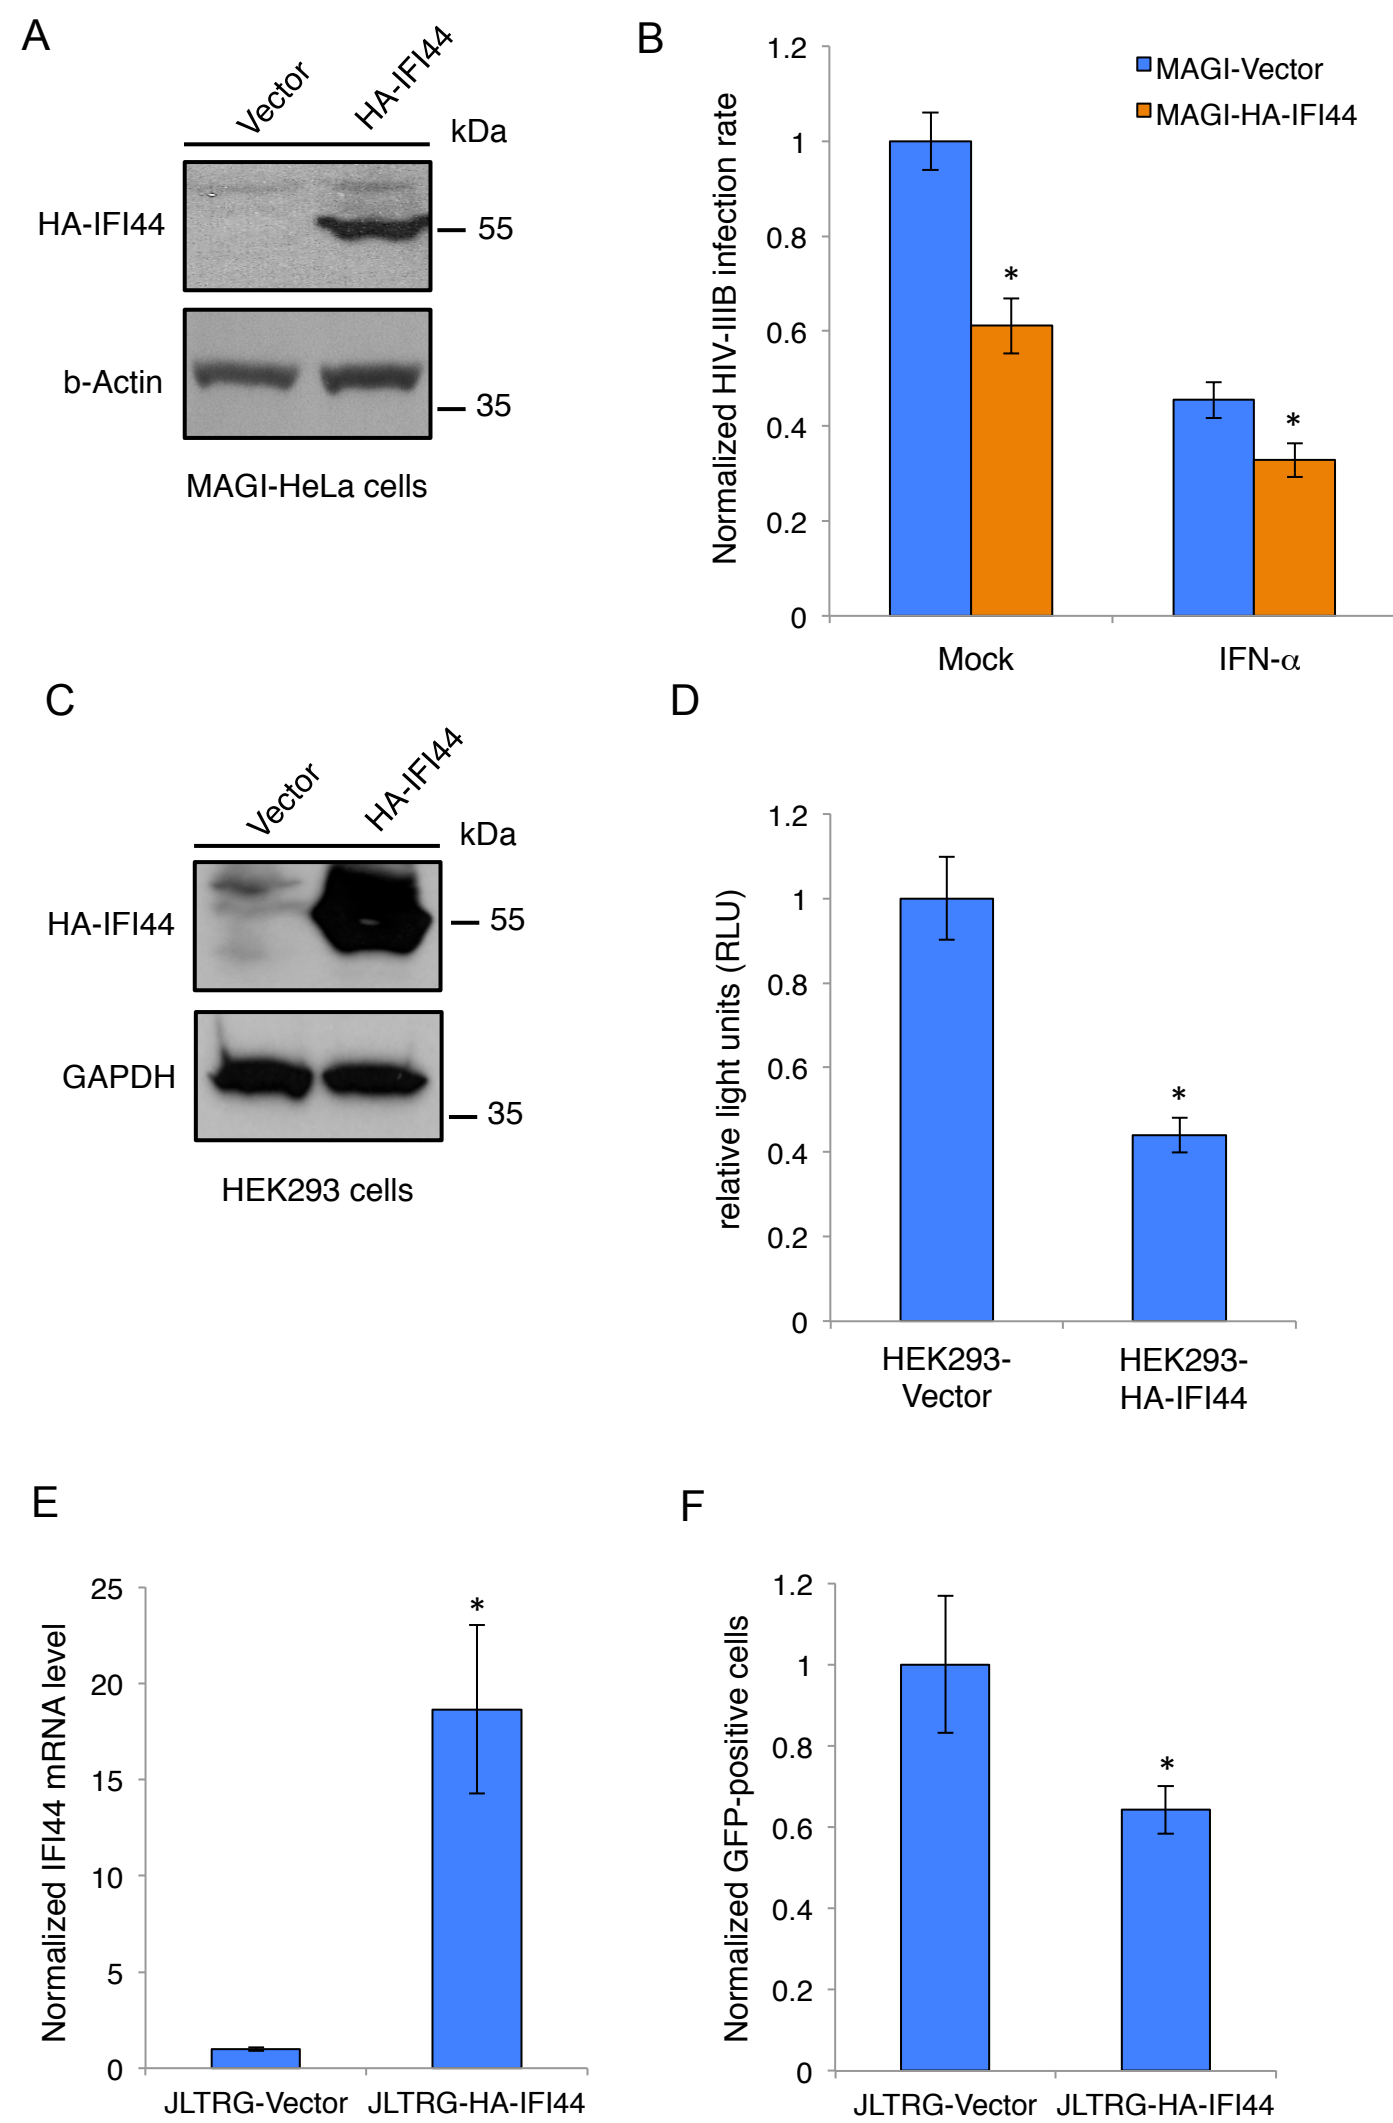 A
Vector
HA-IFI44
kDa
HA-IFI44
55
b-Actin
35
MAGI-HeLa cells
B
Normalized HIV-IIIB infection rate
1.2
1
0.8
0.6
0.4
0.2
0
MAGI-Vector
MAGI-HA-IFI44
*
*
Mock
IFN-α
C
Vector
HA-IFI44
kDa
HA-IFI44
55
GAPDH
35
HEK293 cells
D
relative light units (RLU)
1.2
1
0.8
0.6
0.4
0.2
0
*
HEK293-
Vector
HEK293-
HA-IFI44
E
Normalized IFI44 mRNA level
25
20
15
10
5
0
*
JLTRG-Vector
JLTRG-HA-IFI44
F
Normalized GFP-positive cells
1.2
1
0.8
0.6
0.4
0.2
0
*
JLTRG-Vector
JLTRG-HA-IFI44